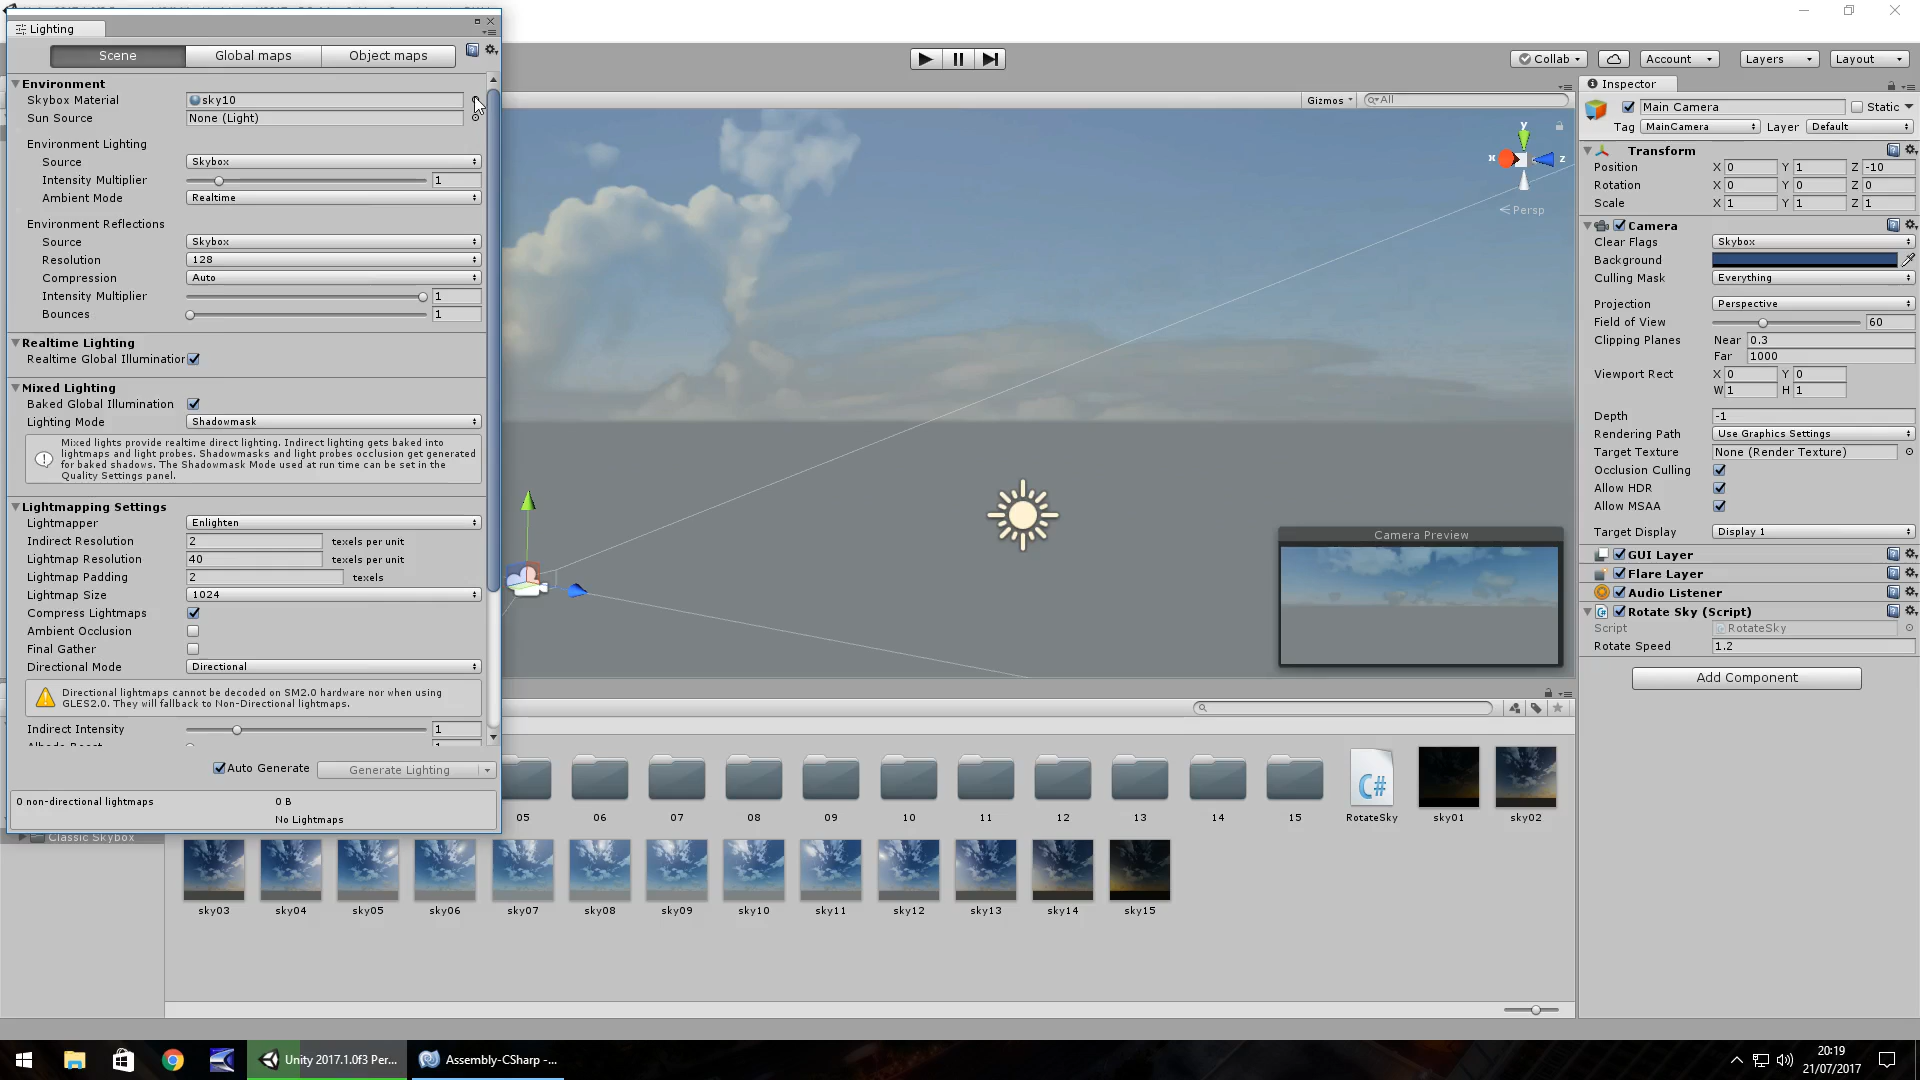 Lighting
Scene Global maps Object maps
Environment
Skybox Material sky10
Sun Source None (Light)
Environment Lighting
Source Skybox
Intensity Multiplier 1
Ambient Mode Realtime
Environment Reflections
Source Skybox
Resolution 128
Compression Auto
Intensity Multiplier 1
Bounces 1
Realtime Lighting
Realtime Global Illumination
Mixed Lighting
Baked Global Illumination
Lighting Mode Shadowmask
Mixed lights provide realtime direct lighting. Indirect lighting gets baked into
lightmaps and light probes. Shadowmasks and light probes occlusion get generated
for baked shadows. The Shadowmask Mode used at run time can be set in the
Quality Settings panel.
Lightmapping Settings
Lightmapper Enlighten
Indirect Resolution 2 texels per unit
Lightmap Resolution 40 texels per unit
Lightmap Padding 2 texels
Lightmap Size 1024
Compress Lightmaps
Ambient Occlusion
Final Gather
Directional Mode Directional
Directional lightmaps cannot be decoded on SM2.0 hardware nor when using
GLES2.0. They will fallback to Non-Directional lightmaps.
Indirect Intensity 1
Auto Generate Generate Lighting
0 non-directional lightmaps 0 B
No Lightmaps
Classic Skybox
Collab Account Layers Layout
Gizmos All
y
x z
Persp
Camera Preview
05 06 07 08 09 10 11 12 13 14 15 RotateSky sky01 sky02
sky03 sky04 sky05 sky06 sky07 sky08 sky09 sky10 sky11 sky12 sky13 sky14 sky15
C#
Inspector
Main Camera Static
Tag MainCamera Layer Default
Transform
Position X 0 Y 1 Z -10
Rotation X 0 Y 0 Z 0
Scale X 1 Y 1 Z 1
Camera
Clear Flags Skybox
Background
Culling Mask Everything
Projection Perspective
Field of View 60
Clipping Planes Near 0.3
Far 1000
Viewport Rect X 0 Y 0
W 1 H 1
Depth -1
Rendering Path Use Graphics Settings
Target Texture None (Render Texture)
Occlusion Culling
Allow HDR
Allow MSAA
Target Display Display 1
GUI Layer
Flare Layer
Audio Listener
Rotate Sky (Script)
Script RotateSky
Rotate Speed 1.2
Add Component
Unity 2017.1.0f3 Per... Assembly-CSharp -...
20:19
21/07/2017